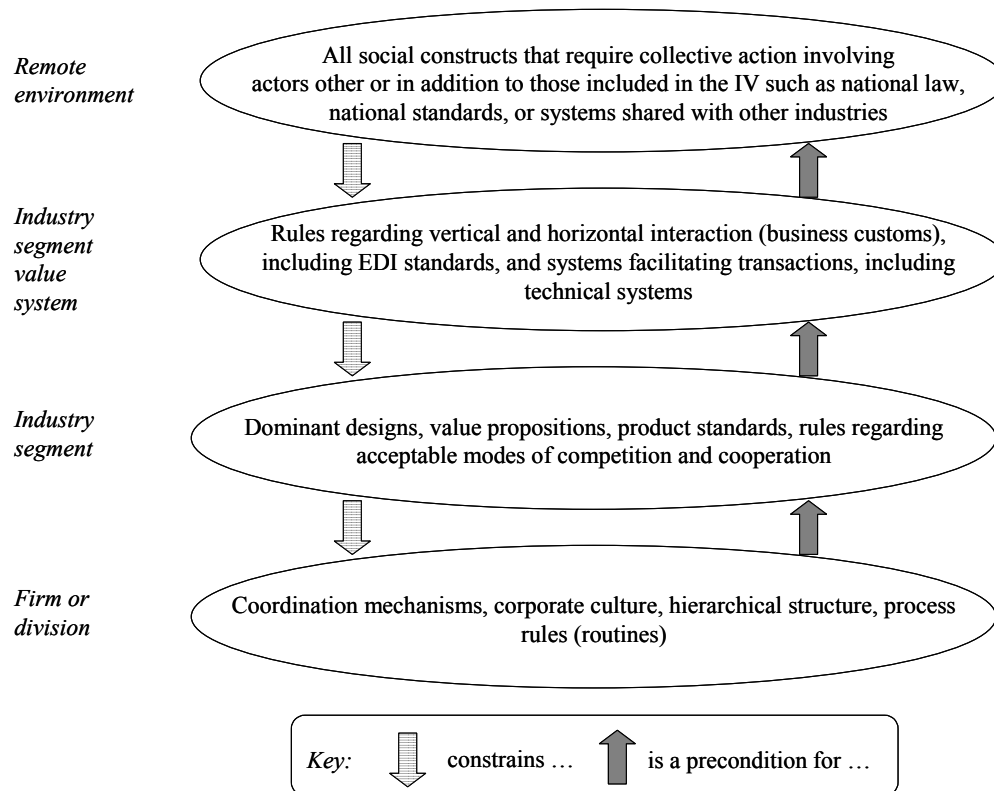 Remote
environment
All social constructs that require collective action involving
actors other or in addition to those included in the IV such as national law,
national standards, or systems shared with other industries
Industry
segment
value
system
Rules regarding vertical and horizontal interaction (business customs),
including EDI standards, and systems facilitating transactions, including
technical systems
Industry
segment
Dominant designs, value propositions, product standards, rules regarding
acceptable modes of competition and cooperation
Firm or
division
Coordination mechanisms, corporate culture, hierarchical structure, process
rules (routines)
Key: constrains … is a precondition for …